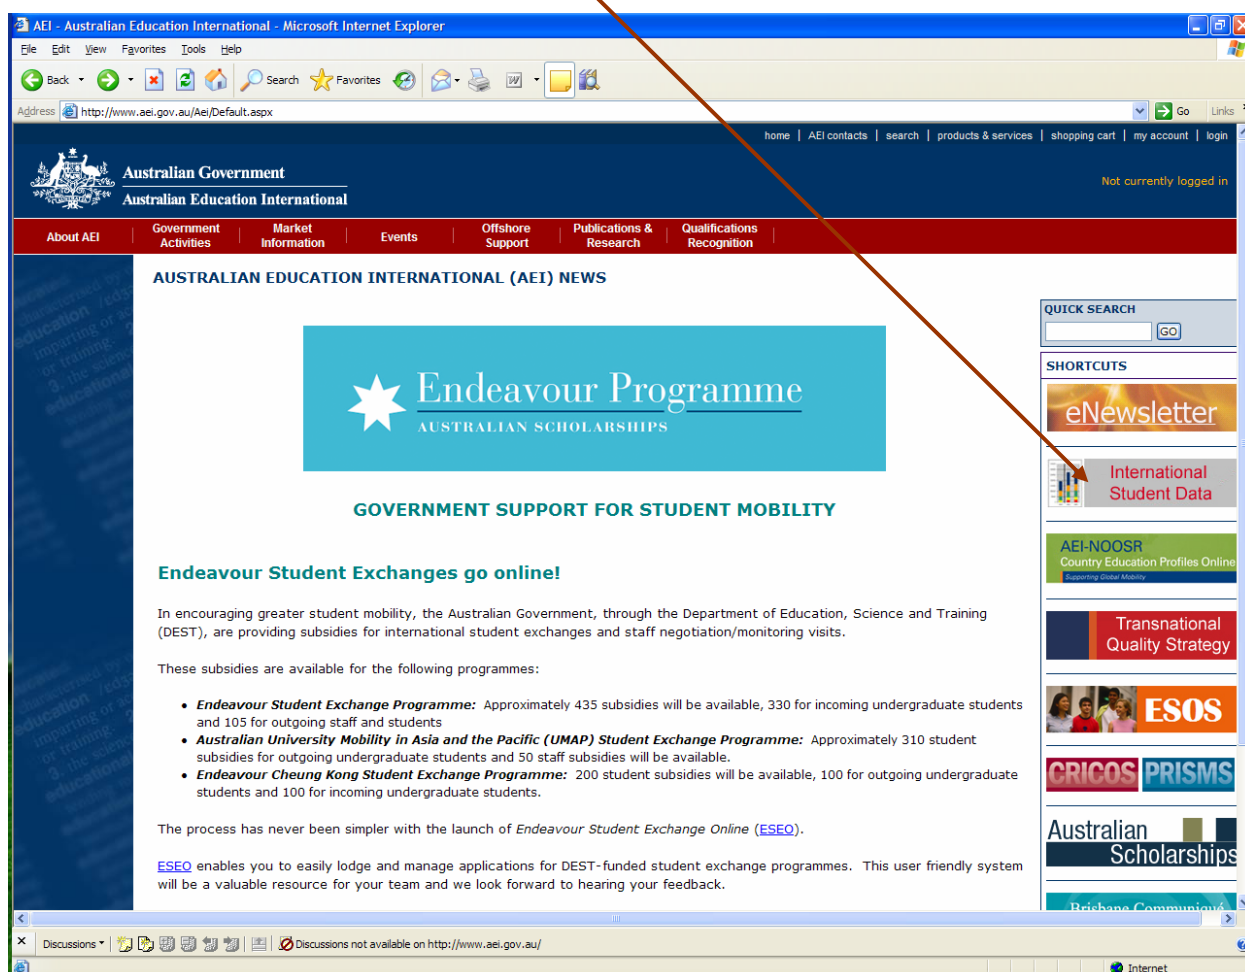 AEI - Australian Education International - Microsoft Internet Explorer
File Edit View Favorites Tools Help
Back Search Favorites
Address http://www.aei.gov.au/Aei/Default.aspx Go Links
home | AEI contacts | search | products & services | shopping cart | my account | login
Australian Government
Australian Education International
Not currently logged in
About AEI | Government Activities | Market Information | Events | Offshore Support | Publications & Research | Qualifications Recognition |
AUSTRALIAN EDUCATION INTERNATIONAL (AEI) NEWS
Endeavour Programme
AUSTRALIAN SCHOLARSHIPS
GOVERNMENT SUPPORT FOR STUDENT MOBILITY
Endeavour Student Exchanges go online!
In encouraging greater student mobility, the Australian Government, through the Department of Education, Science and Training
(DEST), are providing subsidies for international student exchanges and staff negotiation/monitoring visits.
These subsidies are available for the following programmes:
• Endeavour Student Exchange Programme: Approximately 435 subsidies will be available, 330 for incoming undergraduate students
and 105 for outgoing staff and students
• Australian University Mobility in Asia and the Pacific (UMAP) Student Exchange Programme: Approximately 310 student
subsidies for outgoing undergraduate students and 50 staff subsidies will be available.
• Endeavour Cheung Kong Student Exchange Programme: 200 student subsidies will be available, 100 for outgoing undergraduate
students and 100 for incoming undergraduate students.
The process has never been simpler with the launch of Endeavour Student Exchange Online (ESEO).
ESEO enables you to easily lodge and manage applications for DEST-funded student exchange programmes. This user friendly system
will be a valuable resource for your team and we look forward to hearing your feedback.
QUICK SEARCH
GO
SHORTCUTS
eNewsletter
International
Student Data
AEI-NOOSR
Country Education Profiles Online
Supporting Global Mobility
Transnational
Quality Strategy
ESOS
CRICOS PRISMS
Australian
Scholarships
Brisbane Communiqué
Discussions Discussions not available on http://www.aei.gov.au/
Internet